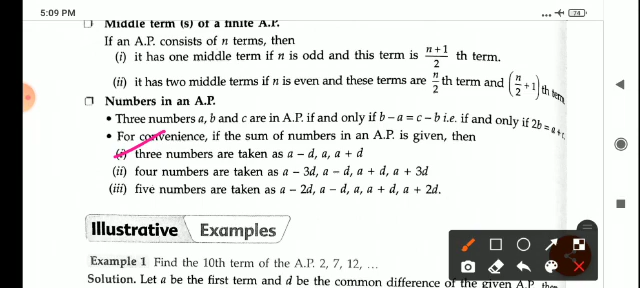 5:09 PM
74
❑ Middle term (s) of a finite A.P.
If an A.P. consists of n terms, then
(i) it has one middle term if n is odd and this term is (n+1)/2 th term.
(ii) it has two middle terms if n is even and these terms are n/2 th term and (n/2 + 1) th term
❑ Numbers in an A.P.
• Three numbers a, b and c are in A.P. if and only if b – a = c – b i.e. if and only if 2b = a + c.
• For convenience, if the sum of numbers in an A.P. is given, then
(i) three numbers are taken as a – d, a, a + d
(ii) four numbers are taken as a – 3d, a – d, a + d, a + 3d
(iii) five numbers are taken as a – 2d, a – d, a, a + d, a + 2d.
Illustrative Examples
Example 1 Find the 10th term of the A.P. 2, 7, 12, ...
Solution. Let a be the first term and d be the common difference of the given A.P. then